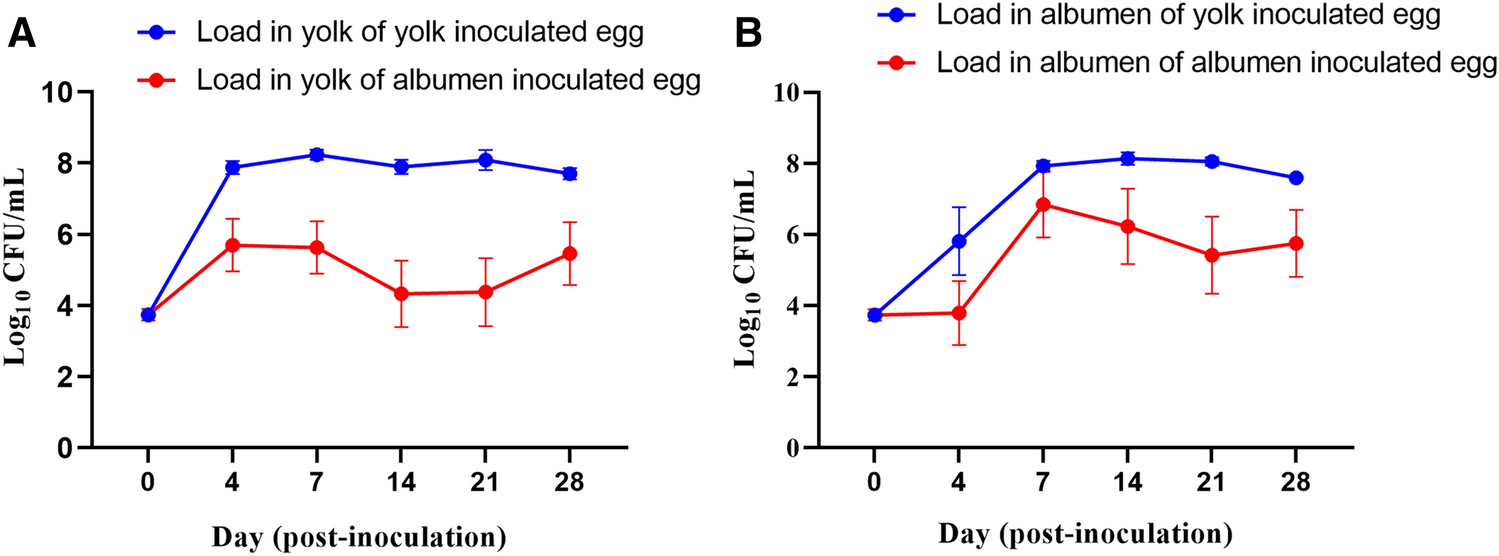 A
Load in yolk of yolk inoculated egg
Load in yolk of albumen inoculated egg
10
8
6
4
2
0
Log10 CFU/mL
0 4 7 14 21 28
Day (post-inoculation)
B
Load in albumen of yolk inoculated egg
Load in albumen of albumen inoculated egg
10
8
6
4
2
0
Log10 CFU/mL
0 4 7 14 21 28
Day (post-inoculation)